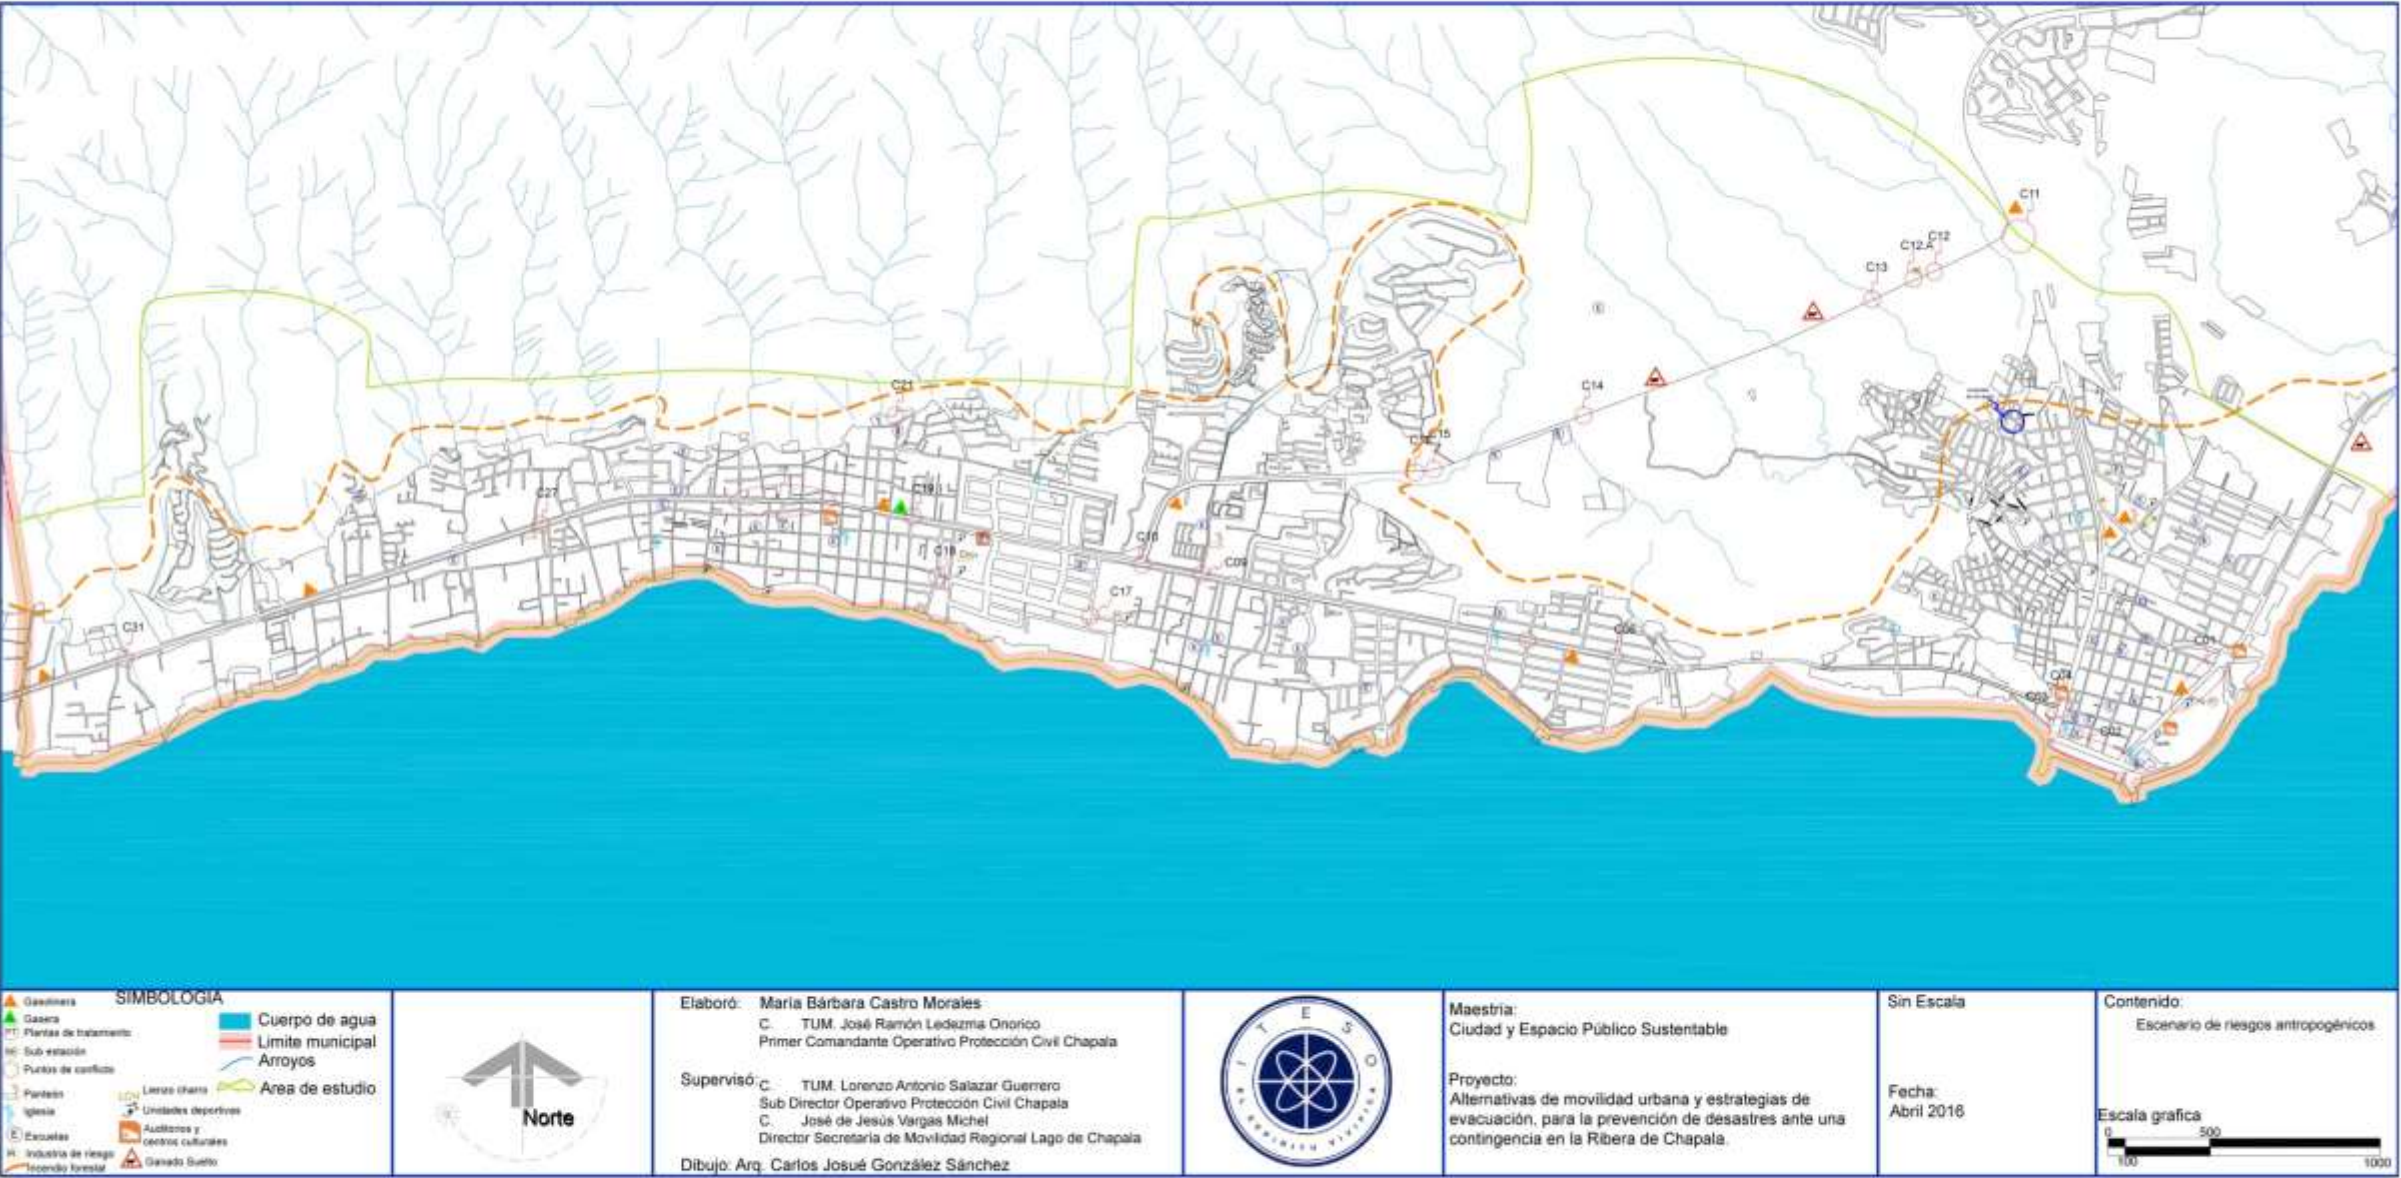 C11
C12
C12.A
C13
C14
C21
C15
C27
C19
C18
C09
C17
C31
C06
C01
C04
C03
C02
SIMBOLOGIA
Gasolinera
Gasera
Plantas de tratamiento
Sub estación
Puntos de conflicto
Panteón
Iglesia
E Escuelas
Industria de riesgo
Incendio forestal
Cuerpo de agua
Limite municipal
Arroyos
Area de estudio
Lienzo charro
Unidades deportivas
Auditorios y
centros culturales
Ganado Suelto
Norte
Elaboró: María Bárbara Castro Morales
C. TUM. José Ramón Ledezma Onorico
Primer Comandante Operativo Protección Civil Chapala
Supervisó: C. TUM. Lorenzo Antonio Salazar Guerrero
Sub Director Operativo Protección Civil Chapala
C. José de Jesús Vargas Michel
Director Secretaría de Movilidad Regional Lago de Chapala
Dibujo: Arq. Carlos Josué González Sánchez
ITESO
Maestría:
Ciudad y Espacio Público Sustentable
Proyecto:
Alternativas de movilidad urbana y estrategias de
evacuación, para la prevención de desastres ante una
contingencia en la Ribera de Chapala.
Sin Escala
Fecha:
Abril 2016
Contenido:
Escenario de riesgos antropogénicos
Escala grafica
0 500
100 1000